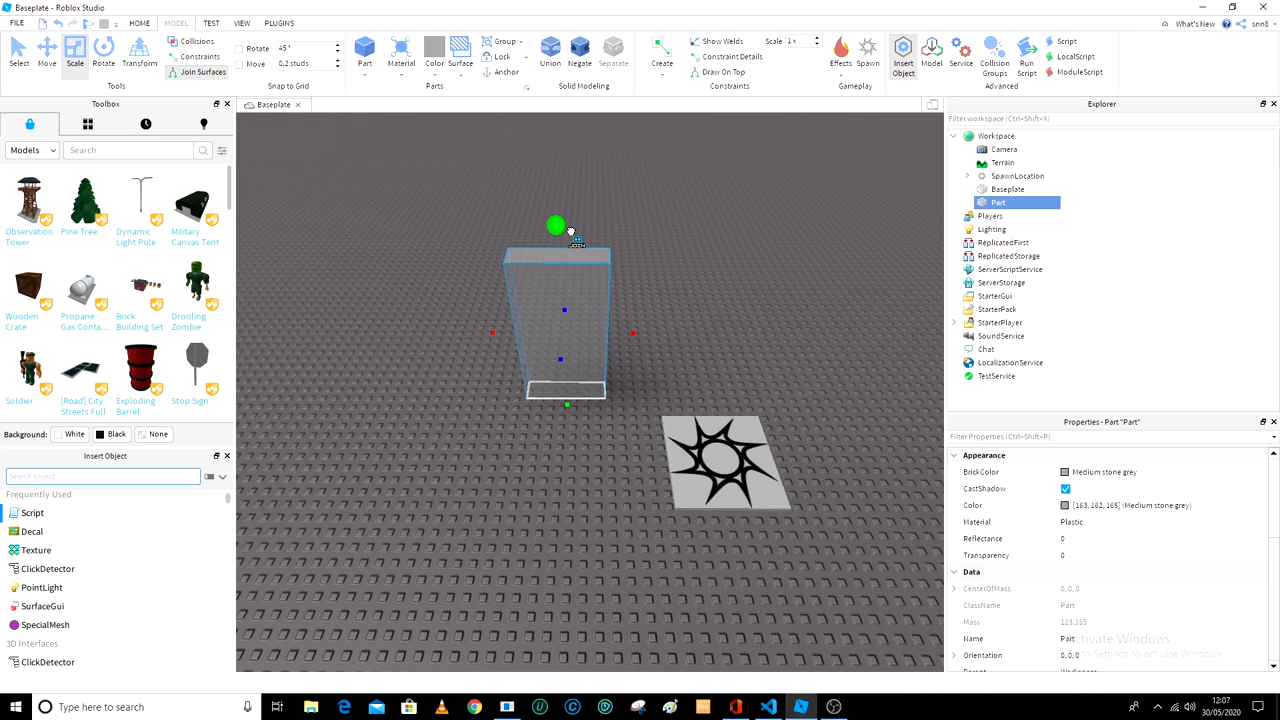 Baseplate - Roblox Studio
FILE HOME MODEL TEST VIEW PLUGINS What's New snn8
Select Move Scale Rotate Transform
Collisions
Constraints
Join Surfaces
Tools
Rotate 45°
Move 0.2 studs
Snap to Grid
Part Material Color Surface
Group
Lock
Anchor
Parts
Union Negate Separate
Solid Modeling
Create
Show Welds Scale 1 x
Constraint Details
Draw On Top
Constraints
Effects Spawn
Gameplay
Insert Object
Model Service
Collision Groups
Run Script
Script
LocalScript
ModuleScript
Advanced
Toolbox
Models Search
Observation Tower
Pine Tree
Dynamic Light Pole
Military Canvas Tent
Wooden Crate
Propane Gas Conta...
Brick Building Set
Drooling Zombie
Soldier
[Road] City Streets Full
Exploding Barrel
Stop Sign
Background: White Black None
Insert Object
Search object
Frequently Used
Script
Decal
Texture
ClickDetector
PointLight
SurfaceGui
SpecialMesh
3D Interfaces
ClickDetector
Baseplate
JOIN
Explorer
Filter workspace (Ctrl+Shift+X)
Workspace
Camera
Terrain
SpawnLocation
Baseplate
Part
Players
Lighting
ReplicatedFirst
ReplicatedStorage
ServerScriptService
ServerStorage
StarterGui
StarterPack
StarterPlayer
SoundService
Chat
LocalizationService
TestService
Properties - Part "Part"
Filter Properties (Ctrl+Shift+P)
Appearance
BrickColor Medium stone grey
CastShadow
Color [163, 162, 165] (Medium stone grey)
Material Plastic
Reflectance 0
Transparency 0
Data
CenterOfMass 0, 0, 0
ClassName Part
Name Part
Orientation 0, 0, 0
Activate Windows
to Settings to activate Windows.
Type here to search
12:07
30/05/2020